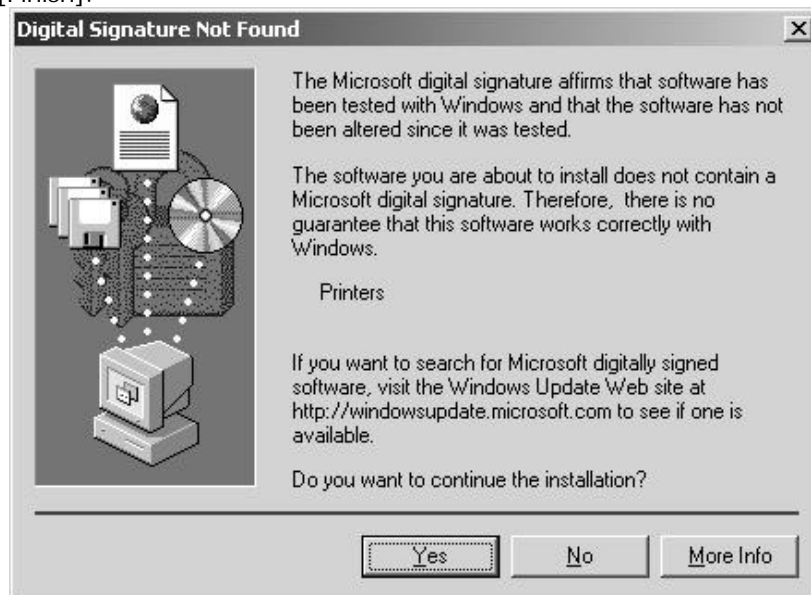 [Finish].
Digital Signature Not Found
The Microsoft digital signature affirms that software has
been tested with Windows and that the software has not
been altered since it was tested.
The software you are about to install does not contain a
Microsoft digital signature. Therefore,  there is no
guarantee that this software works correctly with
Windows.
Printers
If you want to search for Microsoft digitally signed
software, visit the Windows Update Web site at
http://windowsupdate.microsoft.com to see if one is
available.
Do you want to continue the installation?
Yes
No
More Info